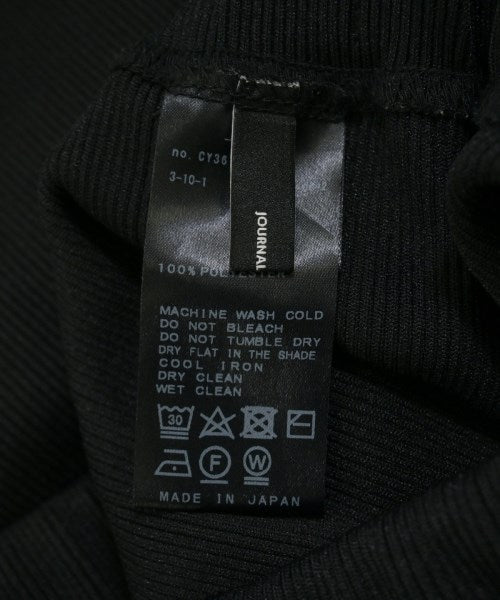 no. CY36
3-10-1
JOURNAL
100%
MACHINE WASH COLD
DO NOT BLEACH
DO NOT TUMBLE DRY
DRY FLAT IN THE SHADE
COOL IRON
DRY CLEAN
WET CLEAN
30
F W
MADE IN JAPAN